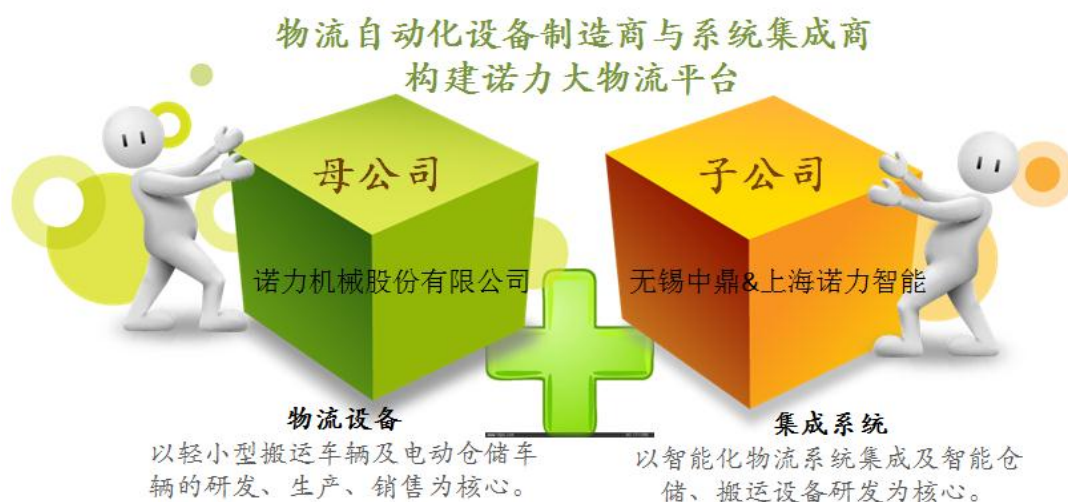 物流自动化设备制造商与系统集成商
构建诺力大物流平台
母公司
子公司
诺力机械股份有限公司
无锡中鼎&上海诺力智能
物流设备
以轻小型搬运车辆及电动仓储车
辆的研发、生产、销售为核心。
集成系统
以智能化物流系统集成及智能仓
储、搬运设备研发为核心。